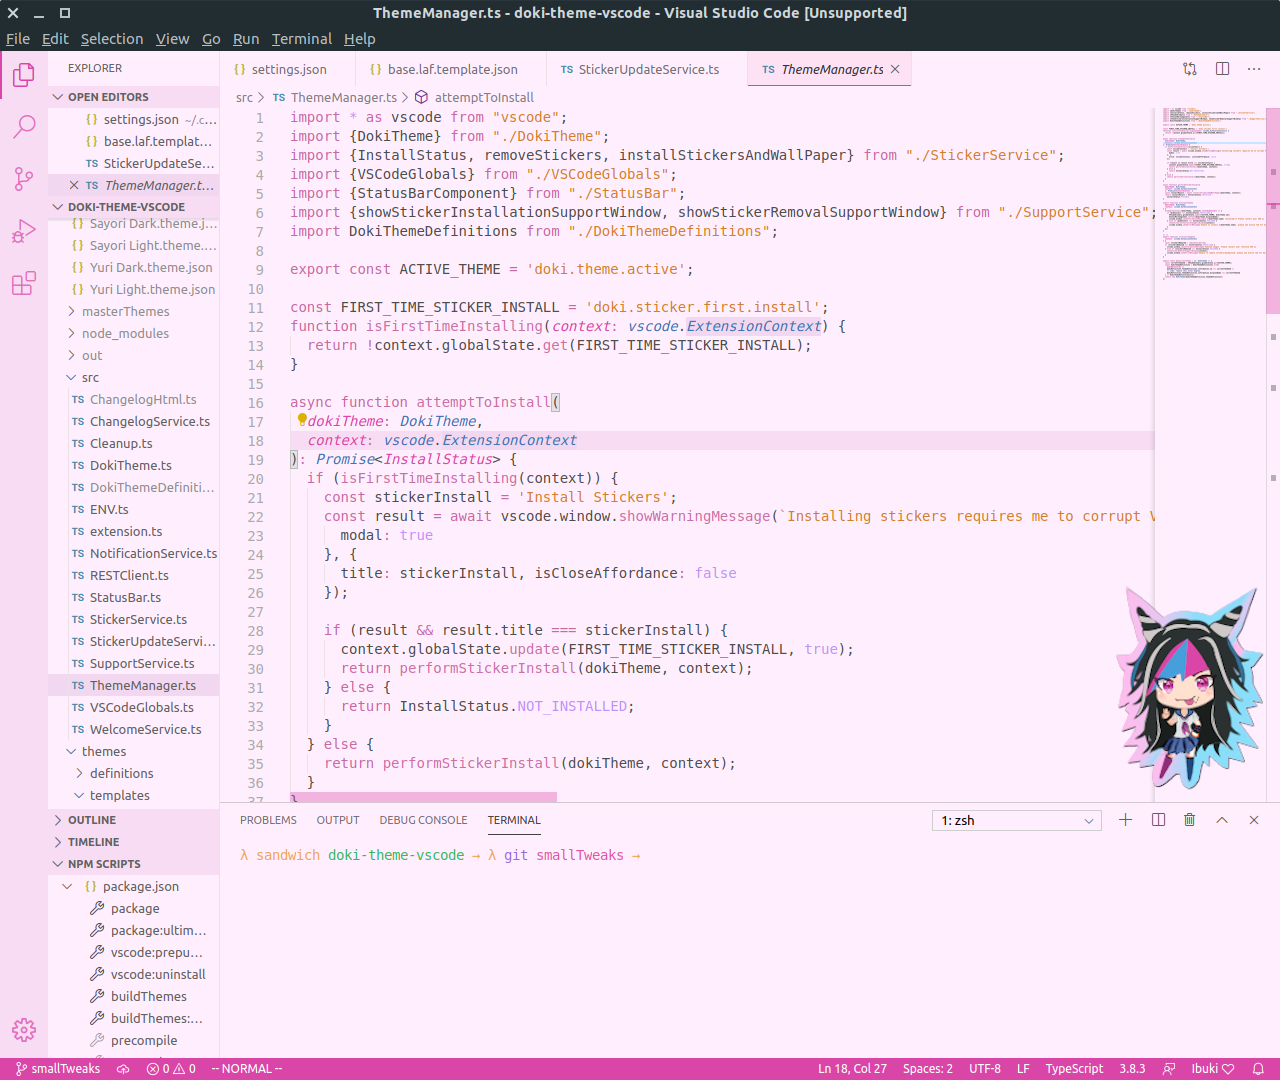 ThemeManager.ts - doki-theme-vscode - Visual Studio Code [Unsupported]
File Edit Selection View Go Run Terminal Help
EXPLORER
OPEN EDITORS
{} settings.json ~/.c...
{} base.laf.templat...
TS StickerUpdateSe...
TS ThemeManager.t...
DOKI-THEME-VSCODE
{} Sayori Dark.theme.j...
{} Sayori Light.theme....
{} Yuri Dark.theme.json
{} Yuri Light.theme.json
masterThemes
node_modules
out
src
TS ChangelogHtml.ts
TS ChangelogService.ts
TS Cleanup.ts
TS DokiTheme.ts
TS DokiThemeDefiniti...
TS ENV.ts
TS extension.ts
TS NotificationService.ts
TS RESTClient.ts
TS StatusBar.ts
TS StickerService.ts
TS StickerUpdateServi...
TS SupportService.ts
TS ThemeManager.ts
TS VSCodeGlobals.ts
TS WelcomeService.ts
themes
definitions
templates
OUTLINE
TIMELINE
NPM SCRIPTS
{} package.json
package
package:ultim...
vscode:prepu...
vscode:uninstall
buildThemes
buildThemes:...
precompile
{} settings.json {} base.laf.template.json TS StickerUpdateService.ts TS ThemeManager.ts
src > TS ThemeManager.ts > attemptToInstall
1 import * as vscode from "vscode";
2 import {DokiTheme} from "./DokiTheme";
3 import {InstallStatus, removeStickers, installStickersAndWallPaper} from "./StickerService";
4 import {VSCodeGlobals} from "./VSCodeGlobals";
5 import {StatusBarComponent} from "./StatusBar";
6 import {showStickerInstallationSupportWindow, showStickerRemovalSupportWindow} from "./SupportService";
7 import DokiThemeDefinitions from "./DokiThemeDefinitions";
8
9 export const ACTIVE_THEME = 'doki.theme.active';
10
11 const FIRST_TIME_STICKER_INSTALL = 'doki.sticker.first.install';
12 function isFirstTimeInstalling(context: vscode.ExtensionContext) {
13 return !context.globalState.get(FIRST_TIME_STICKER_INSTALL);
14 }
15
16 async function attemptToInstall(
17 dokiTheme: DokiTheme,
18 context: vscode.ExtensionContext
19 ): Promise<InstallStatus> {
20 if (isFirstTimeInstalling(context)) {
21 const stickerInstall = 'Install Stickers';
22 const result = await vscode.window.showWarningMessage(`Installing stickers requires me to corrupt V
23 modal: true
24 }, {
25 title: stickerInstall, isCloseAffordance: false
26 });
27
28 if (result && result.title === stickerInstall) {
29 context.globalState.update(FIRST_TIME_STICKER_INSTALL, true);
30 return performStickerInstall(dokiTheme, context);
31 } else {
32 return InstallStatus.NOT_INSTALLED;
33 }
34 } else {
35 return performStickerInstall(dokiTheme, context);
36 }
37 }
PROBLEMS OUTPUT DEBUG CONSOLE TERMINAL 1: zsh
λ sandwich doki-theme-vscode → λ git smallTweaks →
smallTweaks 0 0 -- NORMAL -- Ln 18, Col 27 Spaces: 2 UTF-8 LF TypeScript 3.8.3 Ibuki ♡